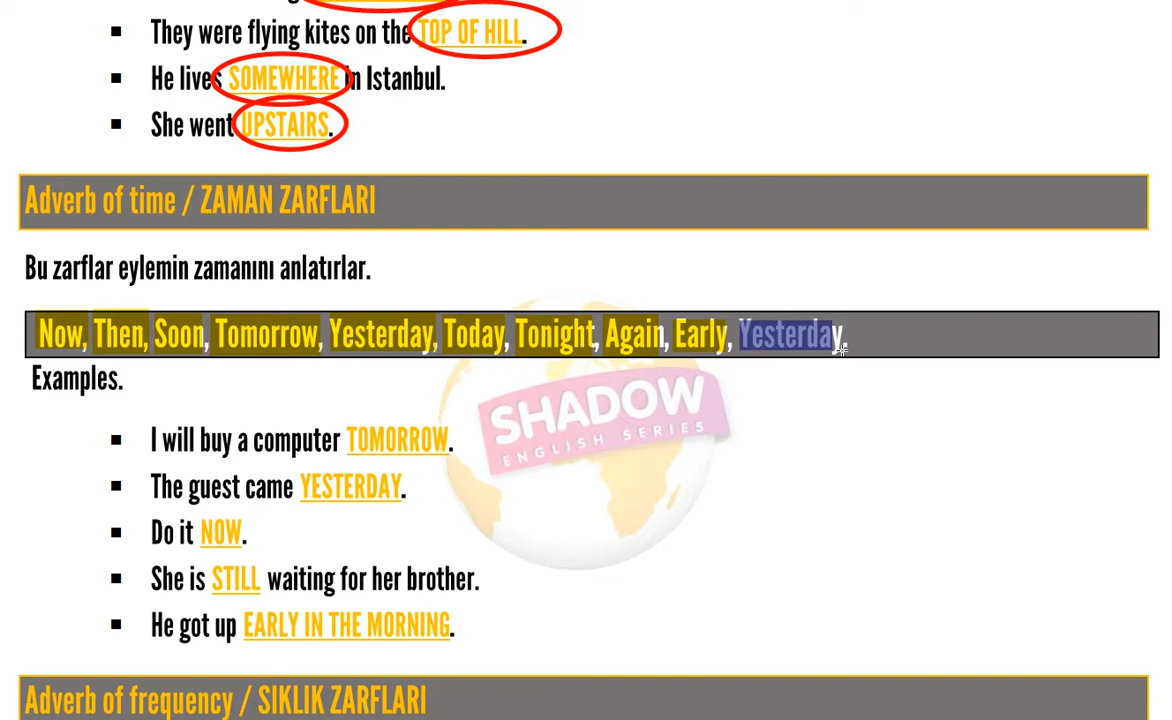 They were flying kites on the TOP OF HILL.
He lives SOMEWHERE in Istanbul.
She went UPSTAIRS.
Adverb of time / ZAMAN ZARFLARI
Bu zarflar eylemin zamanını anlatırlar.
Now, Then, Soon, Tomorrow, Yesterday, Today, Tonight, Again, Early, Yesterday.
Examples.
SHADOW
ENGLISH SERIES
I will buy a computer TOMORROW.
The guest came YESTERDAY.
Do it NOW.
She is STILL waiting for her brother.
He got up EARLY IN THE MORNING.
Adverb of frequency / SIKLIK ZARFLARI